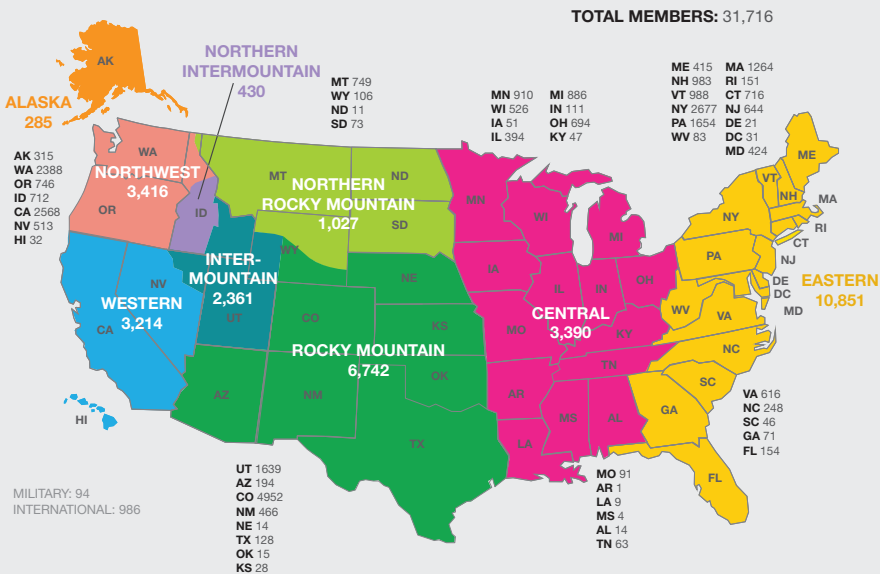 TOTAL MEMBERS: 31,716
AK
ALASKA
285
NORTHERN
INTERMOUNTAIN
430
MT 749
WY 106
ND 11
SD 73
MN 910
WI 526
IA 51
IL 394
MI 886
IN 111
OH 694
KY 47
ME 415
NH 983
VT 988
NY 2677
PA 1654
WV 83
MA 1264
RI 151
CT 716
NJ 644
DE 21
DC 31
MD 424
AK 315
WA 2388
OR 746
ID 712
CA 2568
NV 513
HI 32
WA
NORTHWEST
3,416
OR
ID
MT
ND
NORTHERN
ROCKY MOUNTAIN
1,027
SD
WY
INTER-
MOUNTAIN
2,361
UT
NV
WESTERN
3,214
CA
HI
NE
CO
KS
ROCKY MOUNTAIN
6,742
AZ
NM
OK
TX
MN
WI
MI
IA
IL
IN
OH
CENTRAL
3,390
MO
KY
TN
AR
MS
AL
LA
ME
VT
NH
MA
NY
RI
CT
PA
NJ
DE
DC
MD
EASTERN
10,851
WV
VA
NC
SC
GA
FL
VA 616
NC 248
SC 46
GA 71
FL 154
UT 1639
AZ 194
CO 4952
NM 466
NE 14
TX 128
OK 15
KS 28
MO 91
AR 1
LA 9
MS 4
AL 14
TN 63
MILITARY: 94
INTERNATIONAL: 986